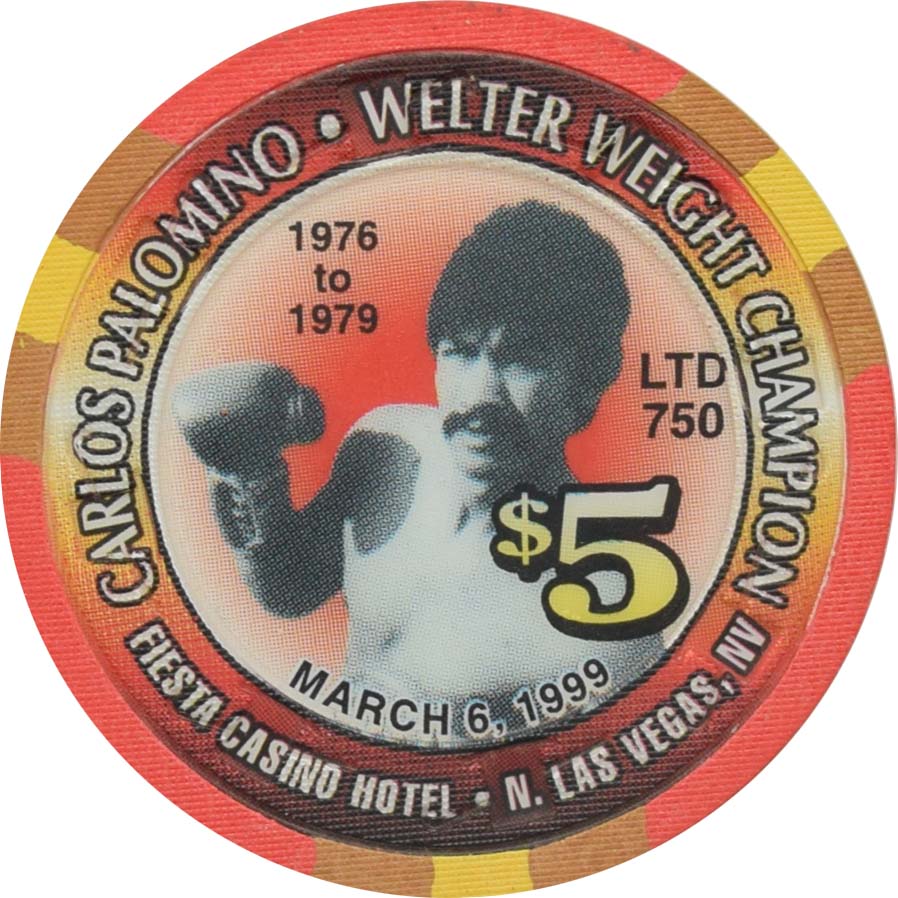 CARLOS PALOMINO • WELTER WEIGHT CHAMPION
1976
to
1979
LTD
750
$5
MARCH 6, 1999
FIESTA CASINO HOTEL • N. LAS VEGAS, NV